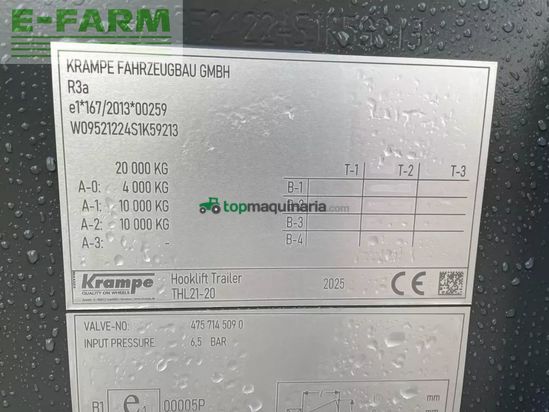 E-FARM
KRAMPE FAHRZEUGBAU GMBH
R3a
e1*167/2013*00259
W09521224S1K59213
20 000 KG
A-0: 4 000 KG
A-1: 10 000 KG
A-2: 10 000 KG
A-3: -
T-1 T-2 T-3
B-1
B-2
B-3
B-4
topmaquinaria.com
Krampe
QUALITY ON WHEELS
Hooklift Trailer
THL21-20
2025
CE
VALVE-NO: 475 714 509 0
INPUT PRESSURE: 6,5 BAR
B1 e1 00005P
mm
mm